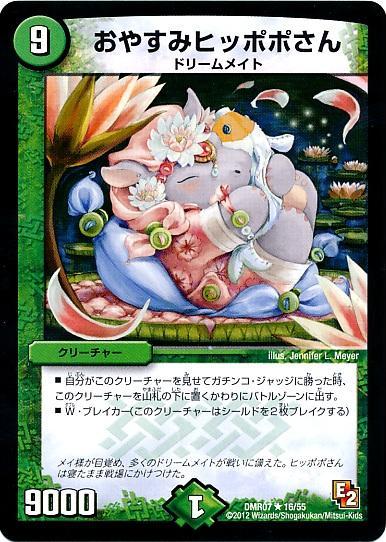 9
おやすみヒッポポさん
ドリームメイト
クリーチャー
illus. Jennifer L. Meyer
■ 自分がこのクリーチャーを見せてガチンコ・ジャッジに勝った時、
このクリーチャーを山札の下に置くかわりにバトルゾーンに出す。
■ W・ブレイカー(このクリーチャーはシールドを2枚ブレイクする)
メイ様が目覚め、多くのドリームメイトが戦いに備えた。ヒッポポさん
は寝たまま戦場にかけつけた。
9000
1
DMR07 ★ 16/55
©2012 Wizards/Shogakukan/Mitsui-Kids
E2